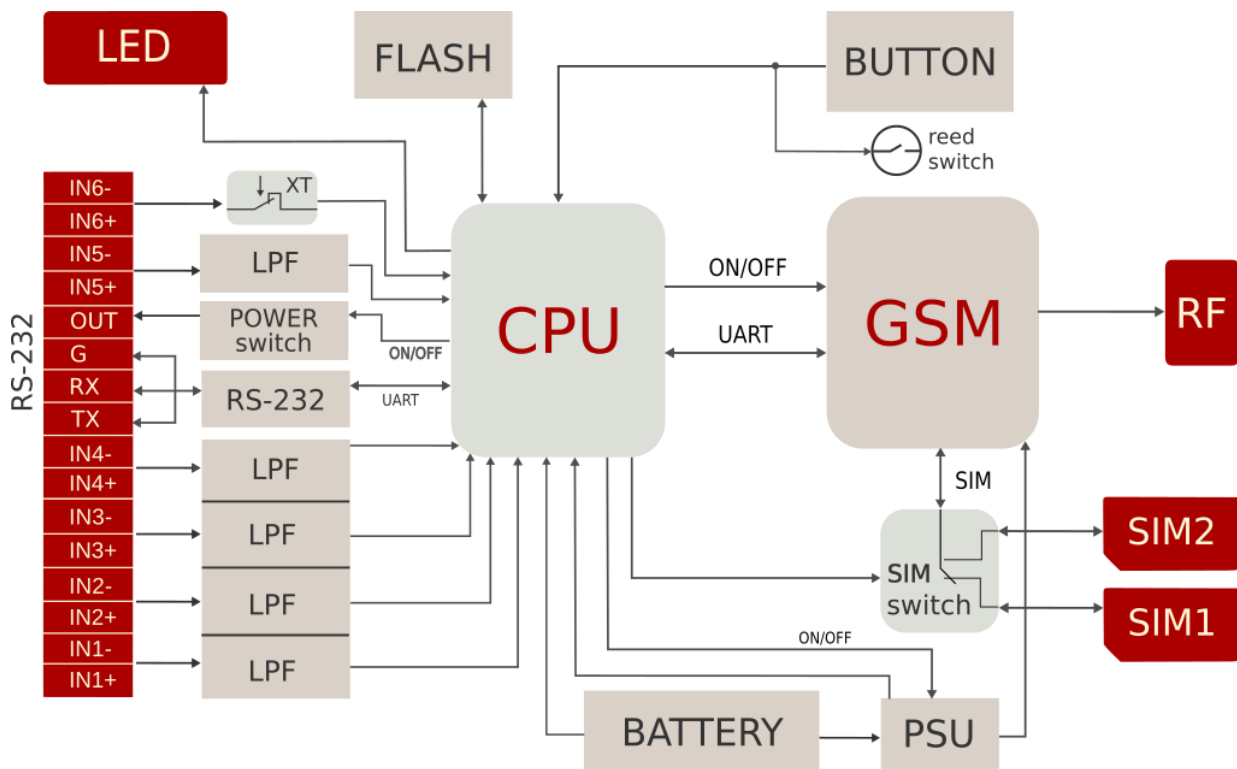 LED
FLASH
BUTTON
reed
switch
RS-232
IN6-
IN6+
IN5-
IN5+
OUT
G
RX
TX
IN4-
IN4+
IN3-
IN3+
IN2-
IN2+
IN1-
IN1+
XT
LPF
POWER
switch
ON/OFF
RS-232
UART
LPF
LPF
LPF
LPF
CPU
ON/OFF
UART
GSM
RF
SIM
SIM
switch
SIM2
SIM1
ON/OFF
BATTERY
PSU